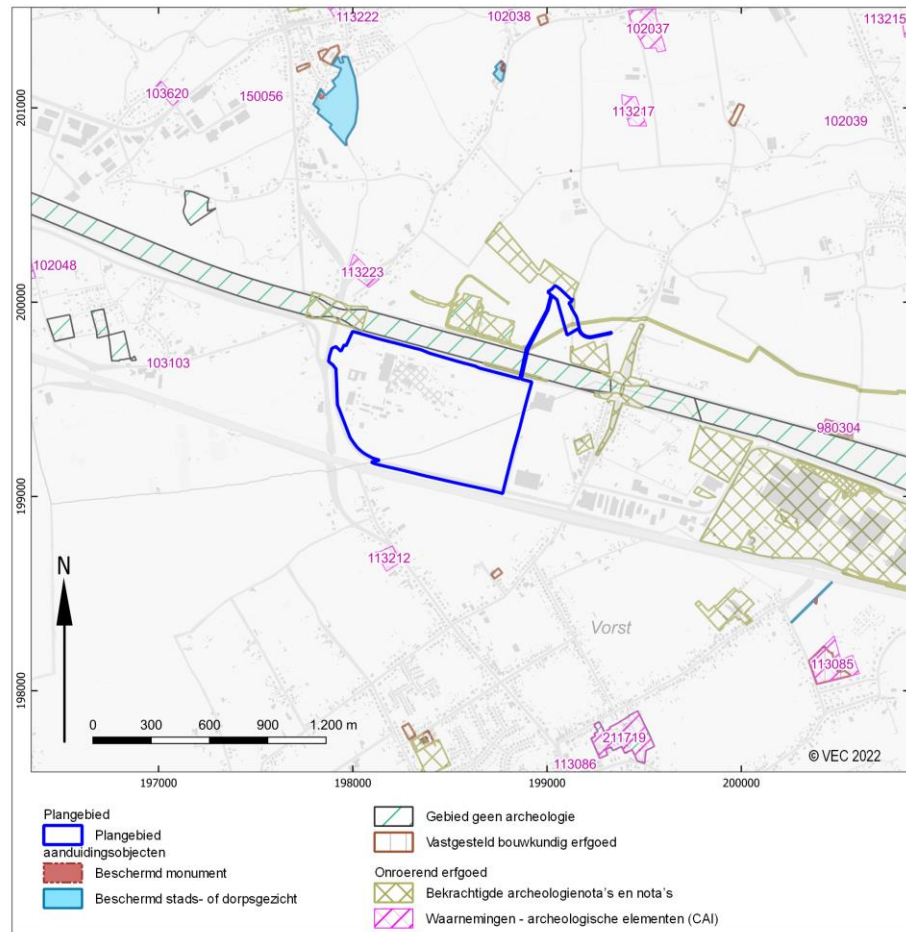 113222
102038
102037
113215
103620
150056
113217
102039
201000
113223
102048
200000
103103
980304
199000
113212
N
Vorst
113085
198000
0 300 600 900 1.200 m
211719
113086
© VEC 2022
197000 198000 199000 200000
Plangebied
Plangebied
aanduidingsobjecten
Beschermd monument
Beschermd stads- of dorpsgezicht
Gebied geen archeologie
Vastgesteld bouwkundig erfgoed
Onroerend erfgoed
Bekrachtigde archeologienota's en nota's
Waarnemingen - archeologische elementen (CAI)